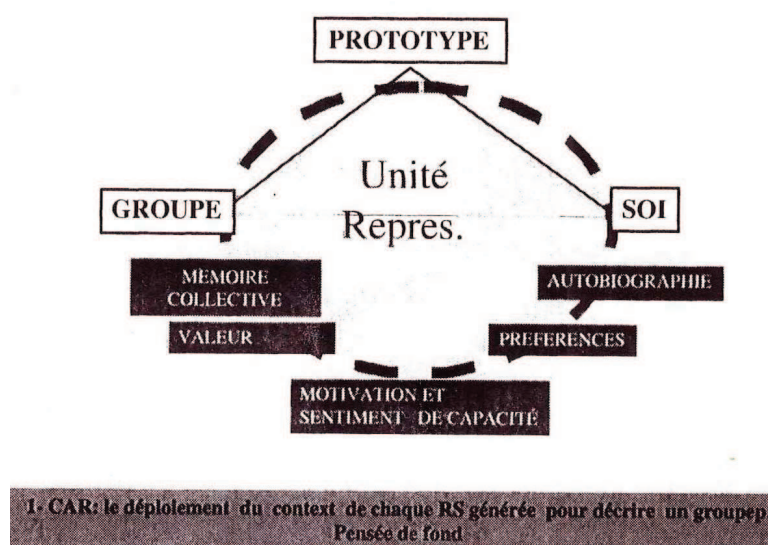 PROTOTYPE
Unité
Repres.
GROUPE
SOI
MEMOIRE
COLLECTIVE
AUTOBIOGRAPHIE
VALEUR
PREFERENCES
MOTIVATION ET
SENTIMENT DE CAPACITÉ
1- CAR: le déploiement du context de chaque RS générée pour décrire un groupep.
Pensée de fond